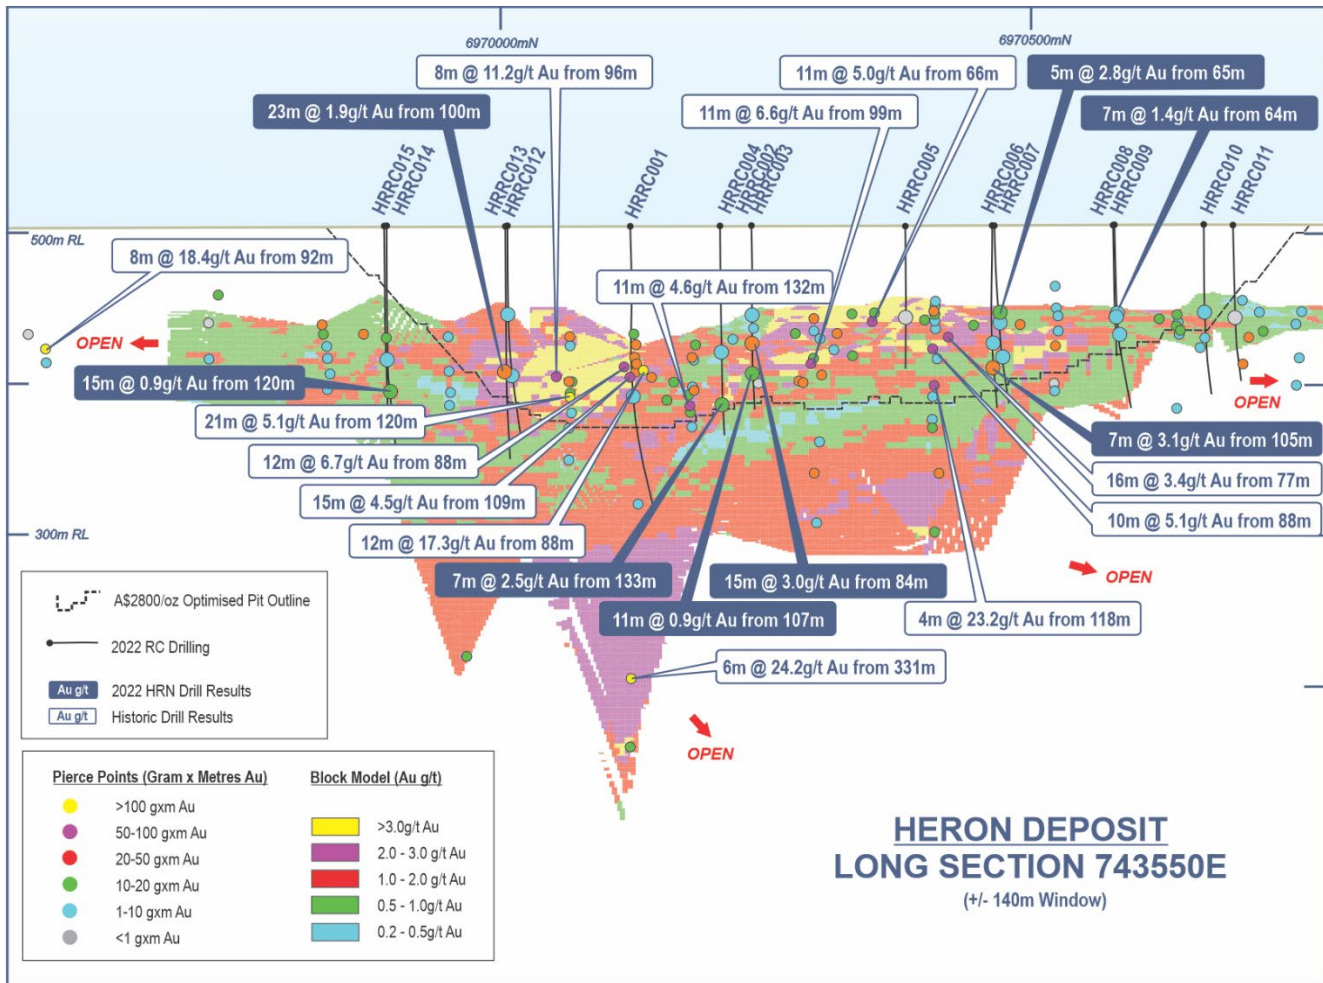 6970000mN
6970500mN
8m @ 11.2g/t Au from 96m
11m @ 5.0g/t Au from 66m
5m @ 2.8g/t Au from 65m
23m @ 1.9g/t Au from 100m
11m @ 6.6g/t Au from 99m
7m @ 1.4g/t Au from 64m
HRRC015
HRRC014
HRRC013
HRRC012
HRRC001
HRRC004
HRRC002
HRRC003
HRRC005
HRRC006
HRRC007
HRRC008
HRRC009
HRRC010
HRRC011
500m RL
8m @ 18.4g/t Au from 92m
11m @ 4.6g/t Au from 132m
OPEN
15m @ 0.9g/t Au from 120m
OPEN
21m @ 5.1g/t Au from 120m
7m @ 3.1g/t Au from 105m
12m @ 6.7g/t Au from 88m
16m @ 3.4g/t Au from 77m
15m @ 4.5g/t Au from 109m
10m @ 5.1g/t Au from 88m
300m RL
12m @ 17.3g/t Au from 88m
7m @ 2.5g/t Au from 133m
15m @ 3.0g/t Au from 84m
OPEN
11m @ 0.9g/t Au from 107m
4m @ 23.2g/t Au from 118m
6m @ 24.2g/t Au from 331m
OPEN
A$2800/oz Optimised Pit Outline
2022 RC Drilling
Au g/t 2022 HRN Drill Results
Au g/t Historic Drill Results
Pierce Points (Gram x Metres Au)
>100 gxm Au
50-100 gxm Au
20-50 gxm Au
10-20 gxm Au
1-10 gxm Au
<1 gxm Au
Block Model (Au g/t)
>3.0g/t Au
2.0 - 3.0 g/t Au
1.0 - 2.0 g/t Au
0.5 - 1.0g/t Au
0.2 - 0.5g/t Au
HERON DEPOSIT
LONG SECTION 743550E
(+/- 140m Window)